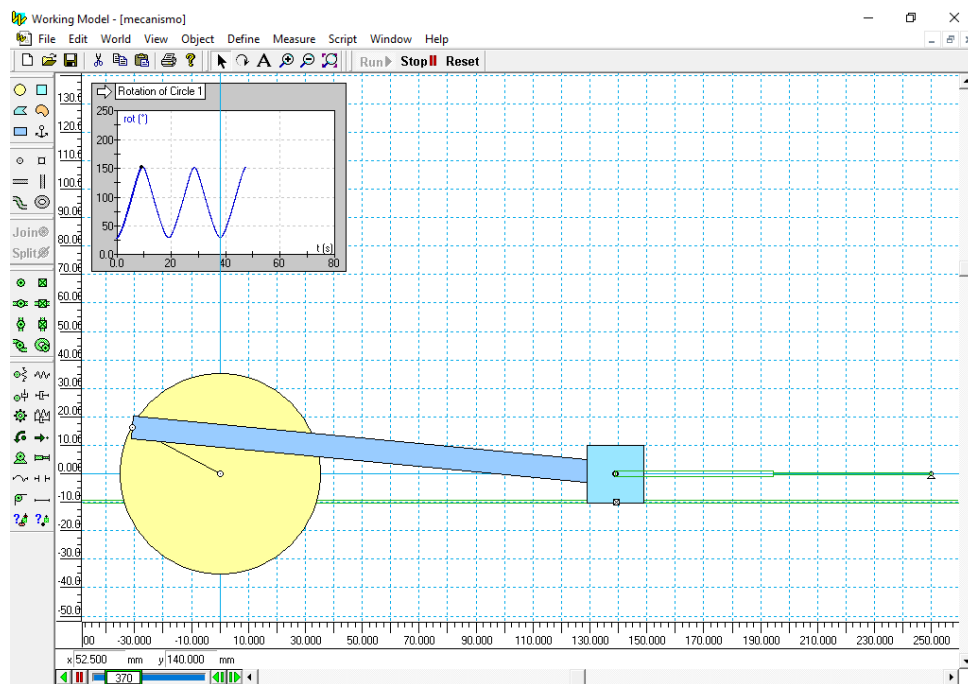 Working Model - [mecanismo]
File Edit World View Object Define Measure Script Window Help
A Run Stop Reset
Rotation of Circle 1
rot (°)
250
200
150
100
50
0.0
0.0 20 40 60 80
t (s)
130.0
120.0
110.0
100.0
90.00
80.00
70.00
60.00
50.00
40.00
30.00
20.00
10.00
0.000
-10.0
-20.0
-30.0
-40.0
-50.0
Join
Split
00 -30.000 -10.000 10.000 30.000 50.000 70.000 90.000 110.000 130.000 150.000 170.000 190.000 210.000 230.000 250.000
x 52.500 mm y 140.000 mm
370